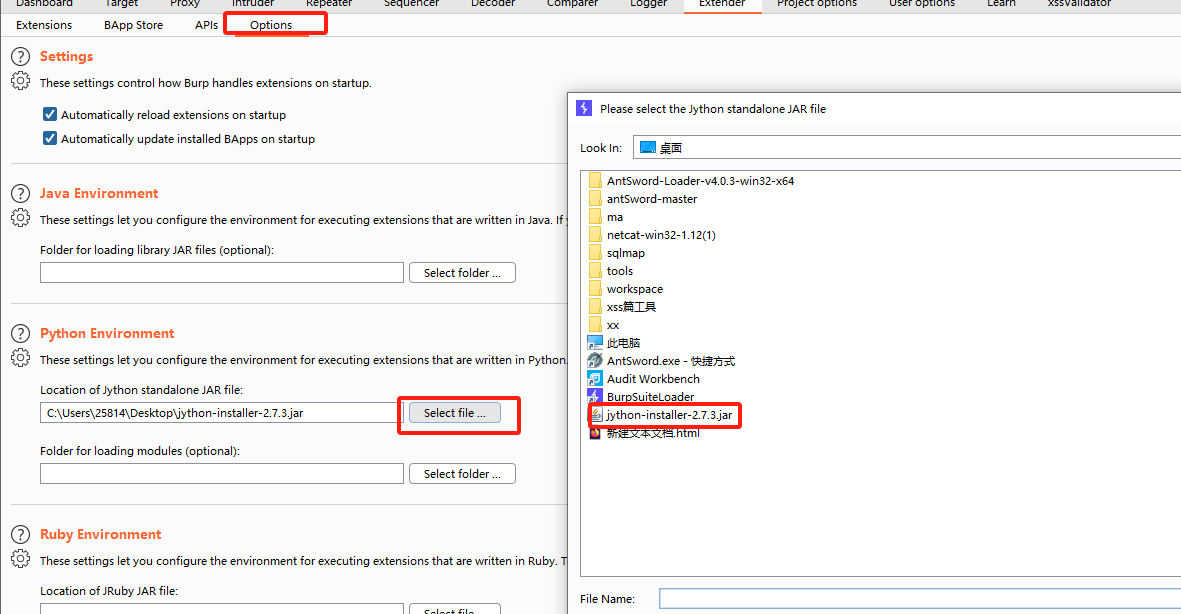 Dashboard Target Proxy Intruder Repeater Sequencer Decoder Comparer Logger Extender Project options User options Learn xssValidator
Extensions BApp Store APIs Options
Settings
These settings control how Burp handles extensions on startup.
Automatically reload extensions on startup
Automatically update installed BApps on startup
Java Environment
These settings let you configure the environment for executing extensions that are written in Java. If
Folder for loading library JAR files (optional):
Select folder ...
Python Environment
These settings let you configure the environment for executing extensions that are written in Python.
Location of Jython standalone JAR file:
C:\Users\25814\Desktop\jython-installer-2.7.3.jar
Select file ...
Folder for loading modules (optional):
Select folder ...
Ruby Environment
These settings let you configure the environment for executing extensions that are written in Ruby. T
Location of JRuby JAR file:
Select file ...
Please select the Jython standalone JAR file
Look In: 桌面
AntSword-Loader-v4.0.3-win32-x64
antSword-master
ma
netcat-win32-1.12(1)
sqlmap
tools
workspace
xss篇工具
xx
此电脑
AntSword.exe - 快捷方式
Audit Workbench
BurpSuiteLoader
jython-installer-2.7.3.jar
新建文本文档.html
File Name: